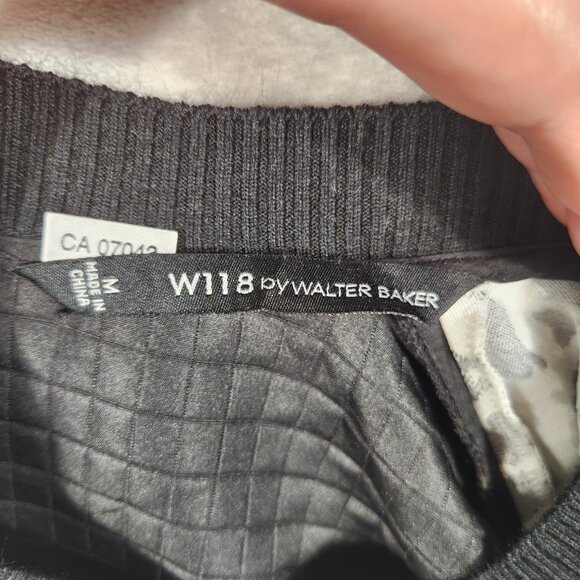 CA 07042
W118 by WALTER BAKER
M
MADE IN
CHINA